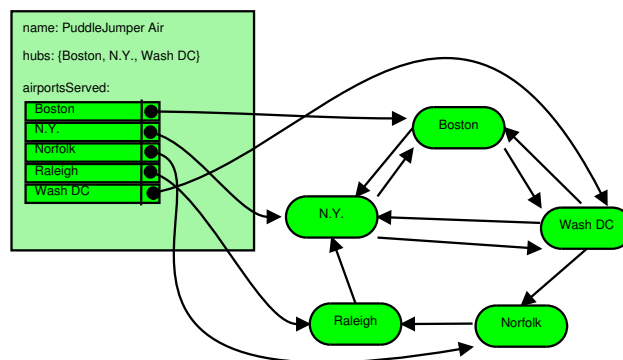 name: PuddleJumper Air
hubs: {Boston, N.Y., Wash DC}
airportsServed:
Boston
N.Y.
Norfolk
Raleigh
Wash DC
Boston
N.Y.
Wash DC
Raleigh
Norfolk